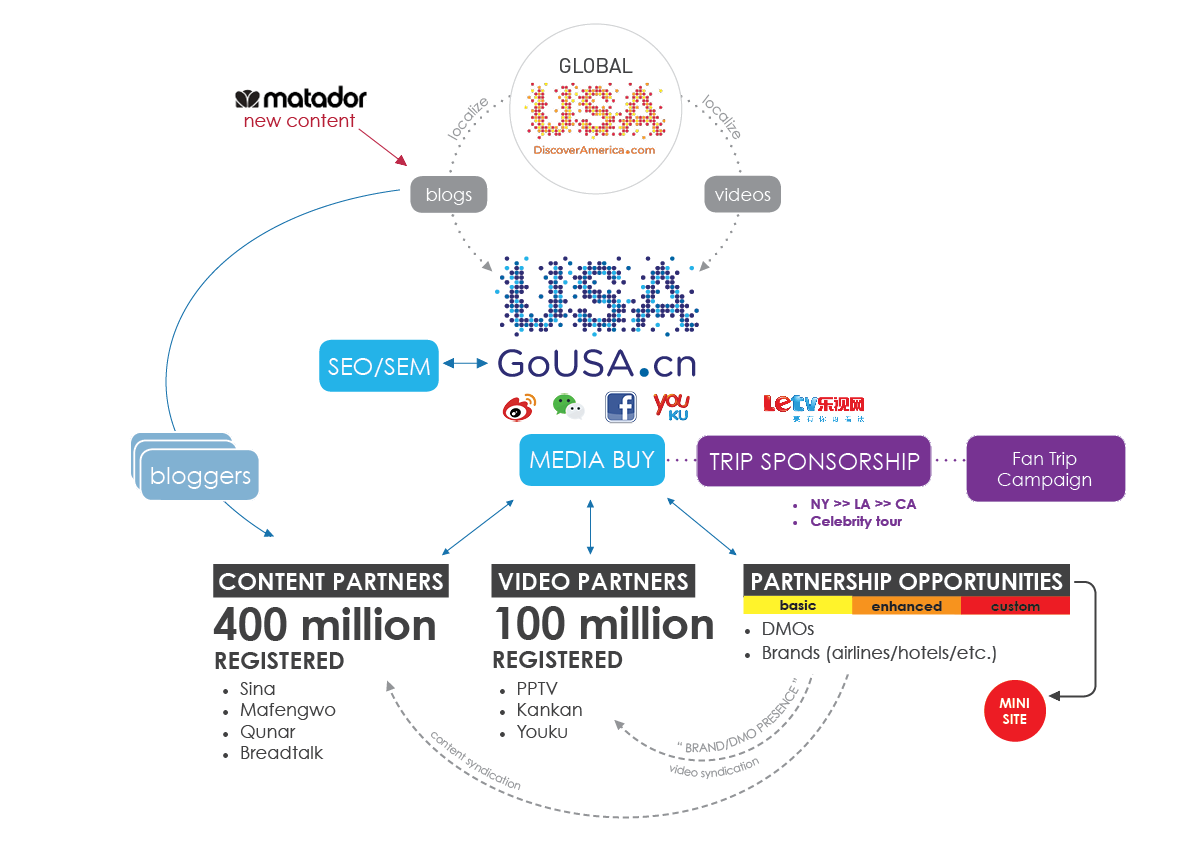 GLOBAL
USA
DiscoverAmerica.com
matador
new content
localize
localize
blogs
videos
USA
GoUSA.cn
SEO/SEM
YOU
KU
Letv乐视网
MEDIA BUY
TRIP SPONSORSHIP
Fan Trip
Campaign
bloggers
• NY >> LA >> CA
• Celebrity tour
CONTENT PARTNERS
400 million
REGISTERED
• Sina
• Mafengwo
• Qunar
• Breadtalk
VIDEO PARTNERS
100 million
REGISTERED
• PPTV
• Kankan
• Youku
PARTNERSHIP OPPORTUNITIES
basic
enhanced
custom
• DMOs
• Brands (airlines/hotels/etc.)
MINI
SITE
" BRAND/DMO PRESENCE "
video syndication
content syndication